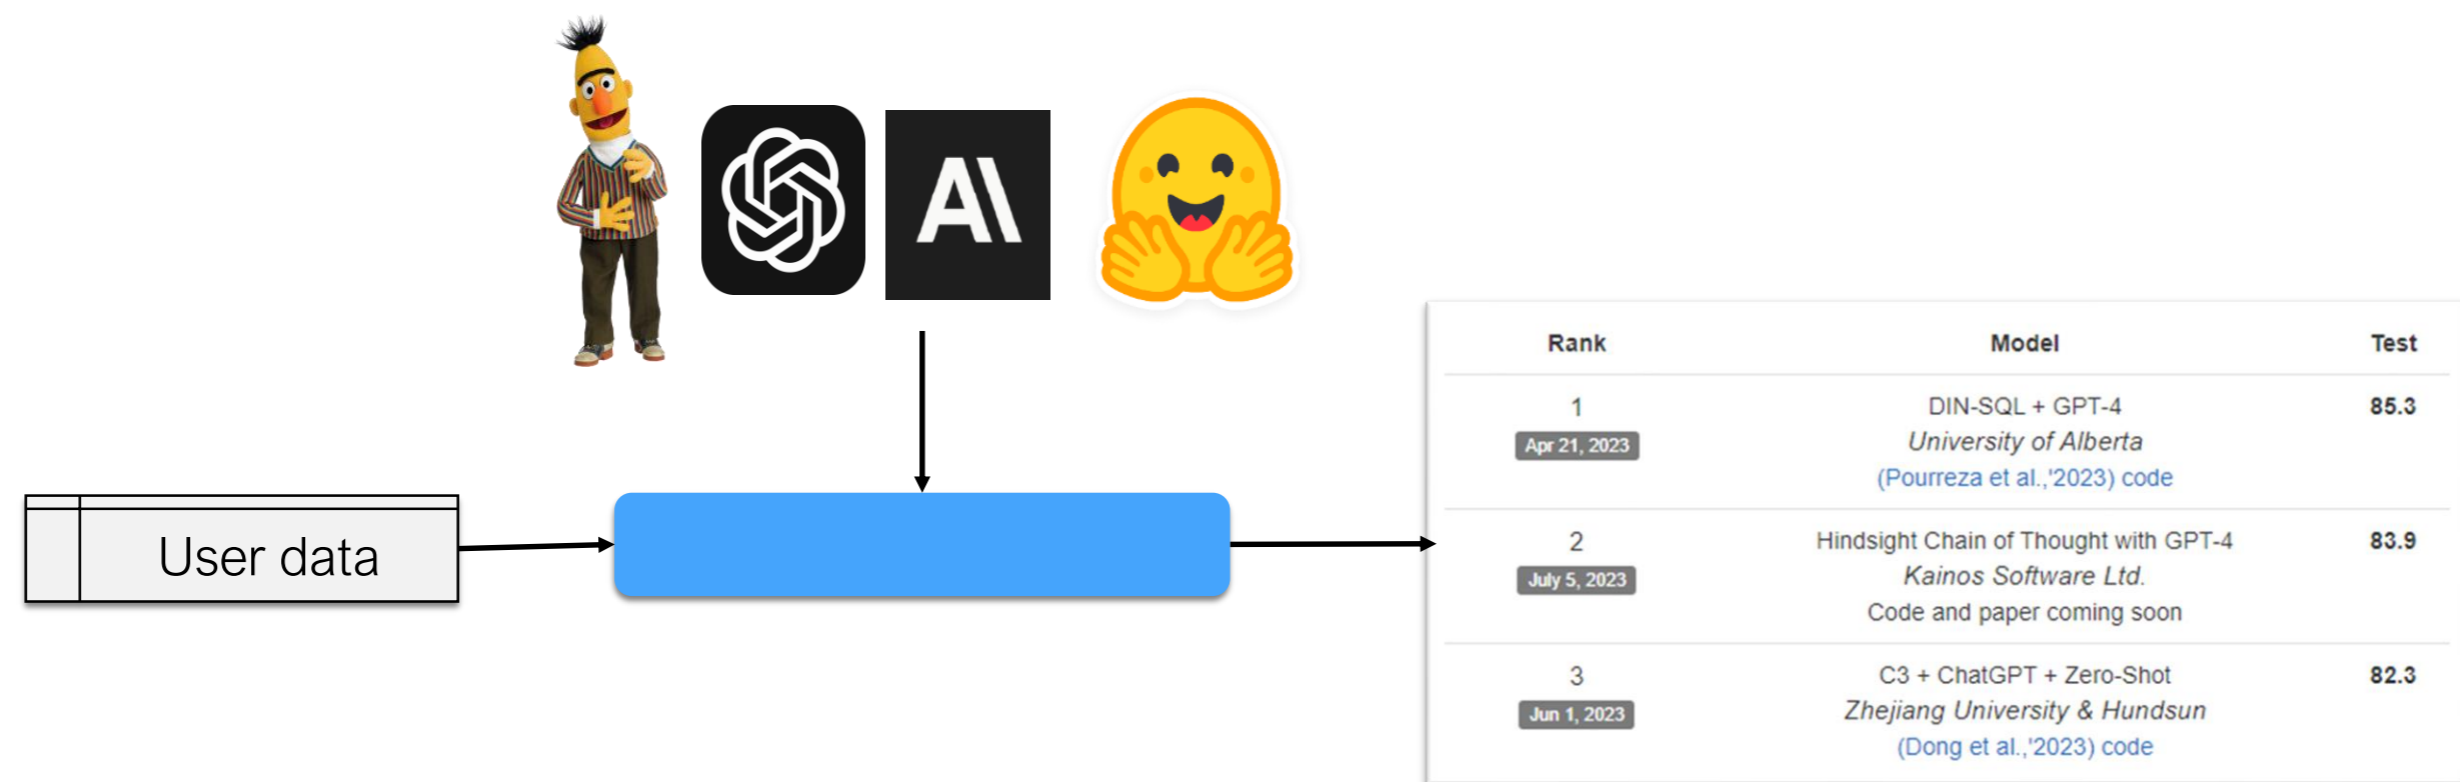 User data
Rank Model Test
1 DIN-SQL + GPT-4 85.3
Apr 21, 2023 University of Alberta
(Pourreza et al.,'2023) code
2 Hindsight Chain of Thought with GPT-4 83.9
July 5, 2023 Kainos Software Ltd.
Code and paper coming soon
3 C3 + ChatGPT + Zero-Shot 82.3
Jun 1, 2023 Zhejiang University & Hundsun
(Dong et al.,'2023) code